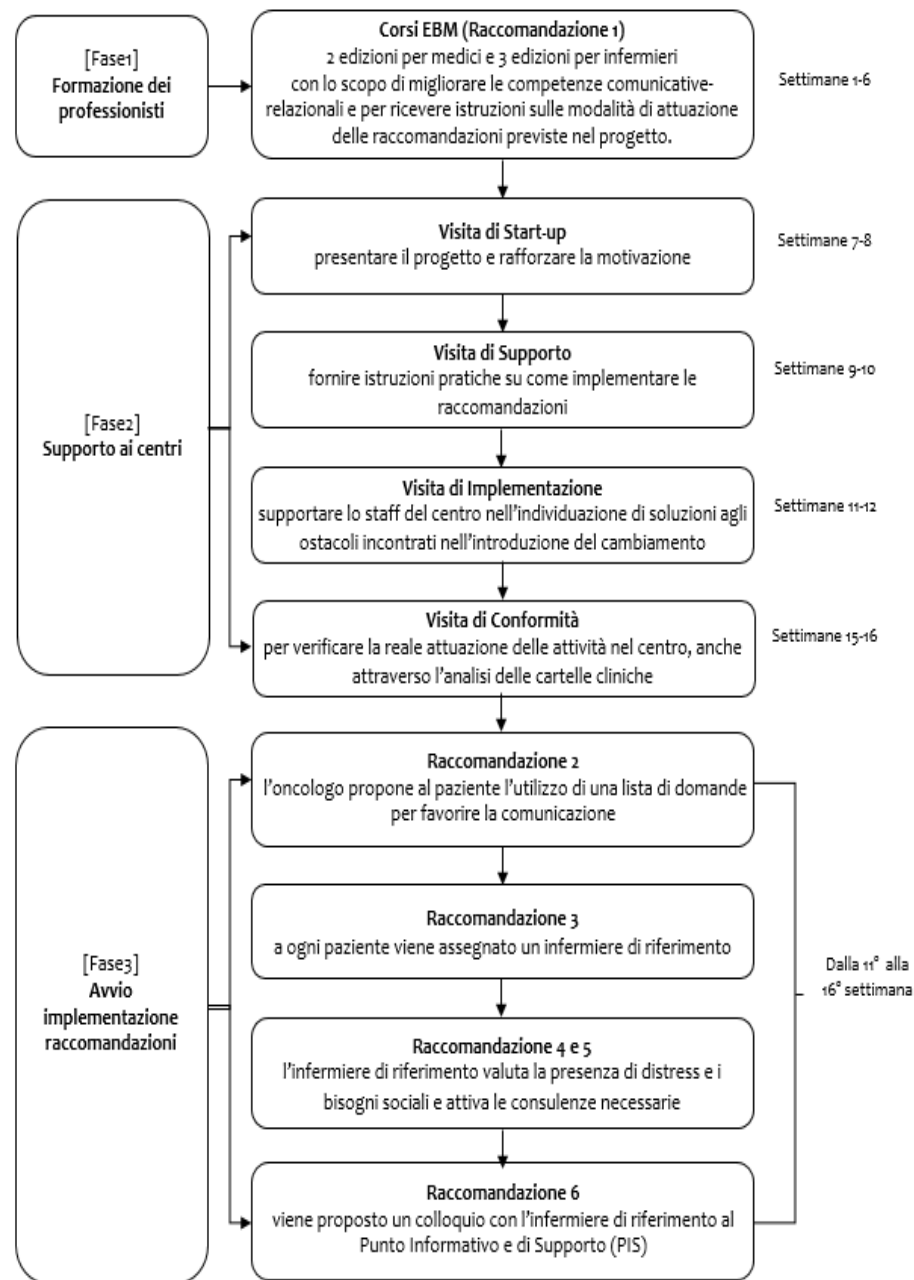 [Fase1]
Formazione dei
professionisti
Corsi EBM (Raccomandazione 1)
2 edizioni per medici e 3 edizioni per infermieri
con lo scopo di migliorare le competenze comunicative-
relazionali e per ricevere istruzioni sulle modalità di attuazione
delle raccomandazioni previste nel progetto.
Settimane 1-6
[Fase2]
Supporto ai centri
Visita di Start-up
presentare il progetto e rafforzare la motivazione
Settimane 7-8
Visita di Supporto
fornire istruzioni pratiche su come implementare le
raccomandazioni
Settimane 9-10
Visita di Implementazione
supportare lo staff del centro nell'individuazione di soluzioni agli
ostacoli incontrati nell'introduzione del cambiamento
Settimane 11-12
Visita di Conformità
per verificare la reale attuazione delle attività nel centro, anche
attraverso l'analisi delle cartelle cliniche
Settimane 15-16
[Fase3]
Avvio
implementazione
raccomandazioni
Raccomandazione 2
l'oncologo propone al paziente l'utilizzo di una lista di domande
per favorire la comunicazione
Raccomandazione 3
a ogni paziente viene assegnato un infermiere di riferimento
Raccomandazione 4 e 5
l'infermiere di riferimento valuta la presenza di distress e i
bisogni sociali e attiva le consulenze necessarie
Raccomandazione 6
viene proposto un colloquio con l'infermiere di riferimento al
Punto Informativo e di Supporto (PIS)
Dalla 11° alla
16° settimana